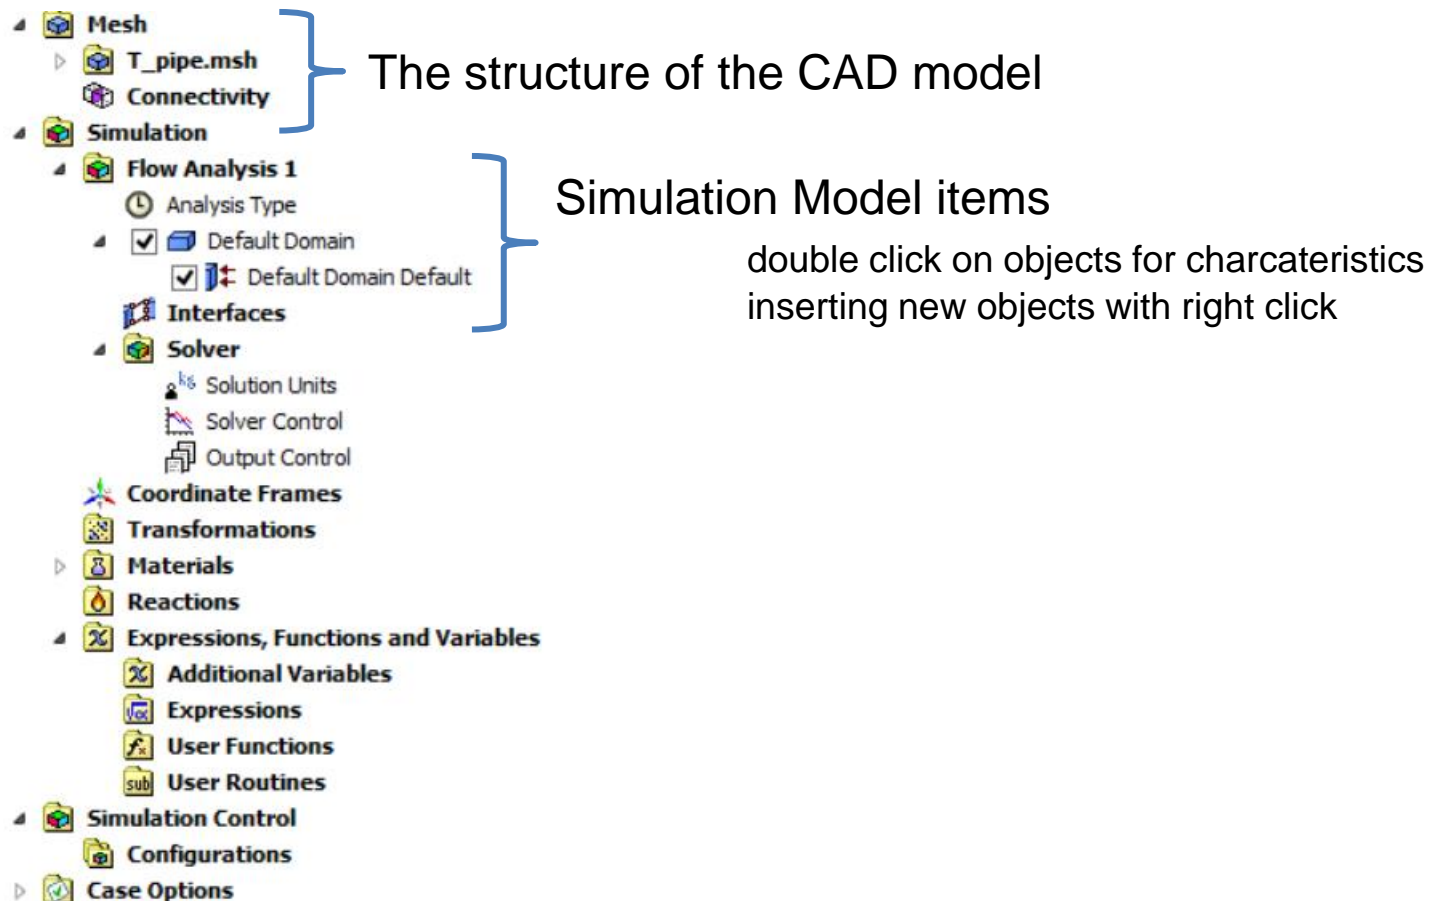 Mesh
T_pipe.msh
Connectivity
The structure of the CAD model
Simulation
Flow Analysis 1
Analysis Type
Default Domain
Default Domain Default
Interfaces
Simulation Model items
double click on objects for charcateristics
inserting new objects with right click
Solver
Solution Units
Solver Control
Output Control
Coordinate Frames
Transformations
Materials
Reactions
Expressions, Functions and Variables
Additional Variables
Expressions
User Functions
User Routines
Simulation Control
Configurations
Case Options